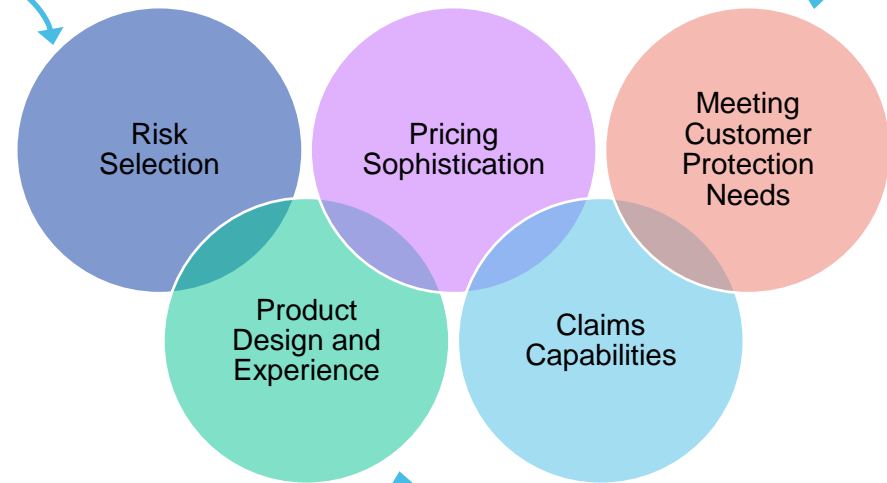 Risk
Selection
Pricing
Sophistication
Meeting
Customer
Protection
Needs
Product
Design and
Experience
Claims
Capabilities